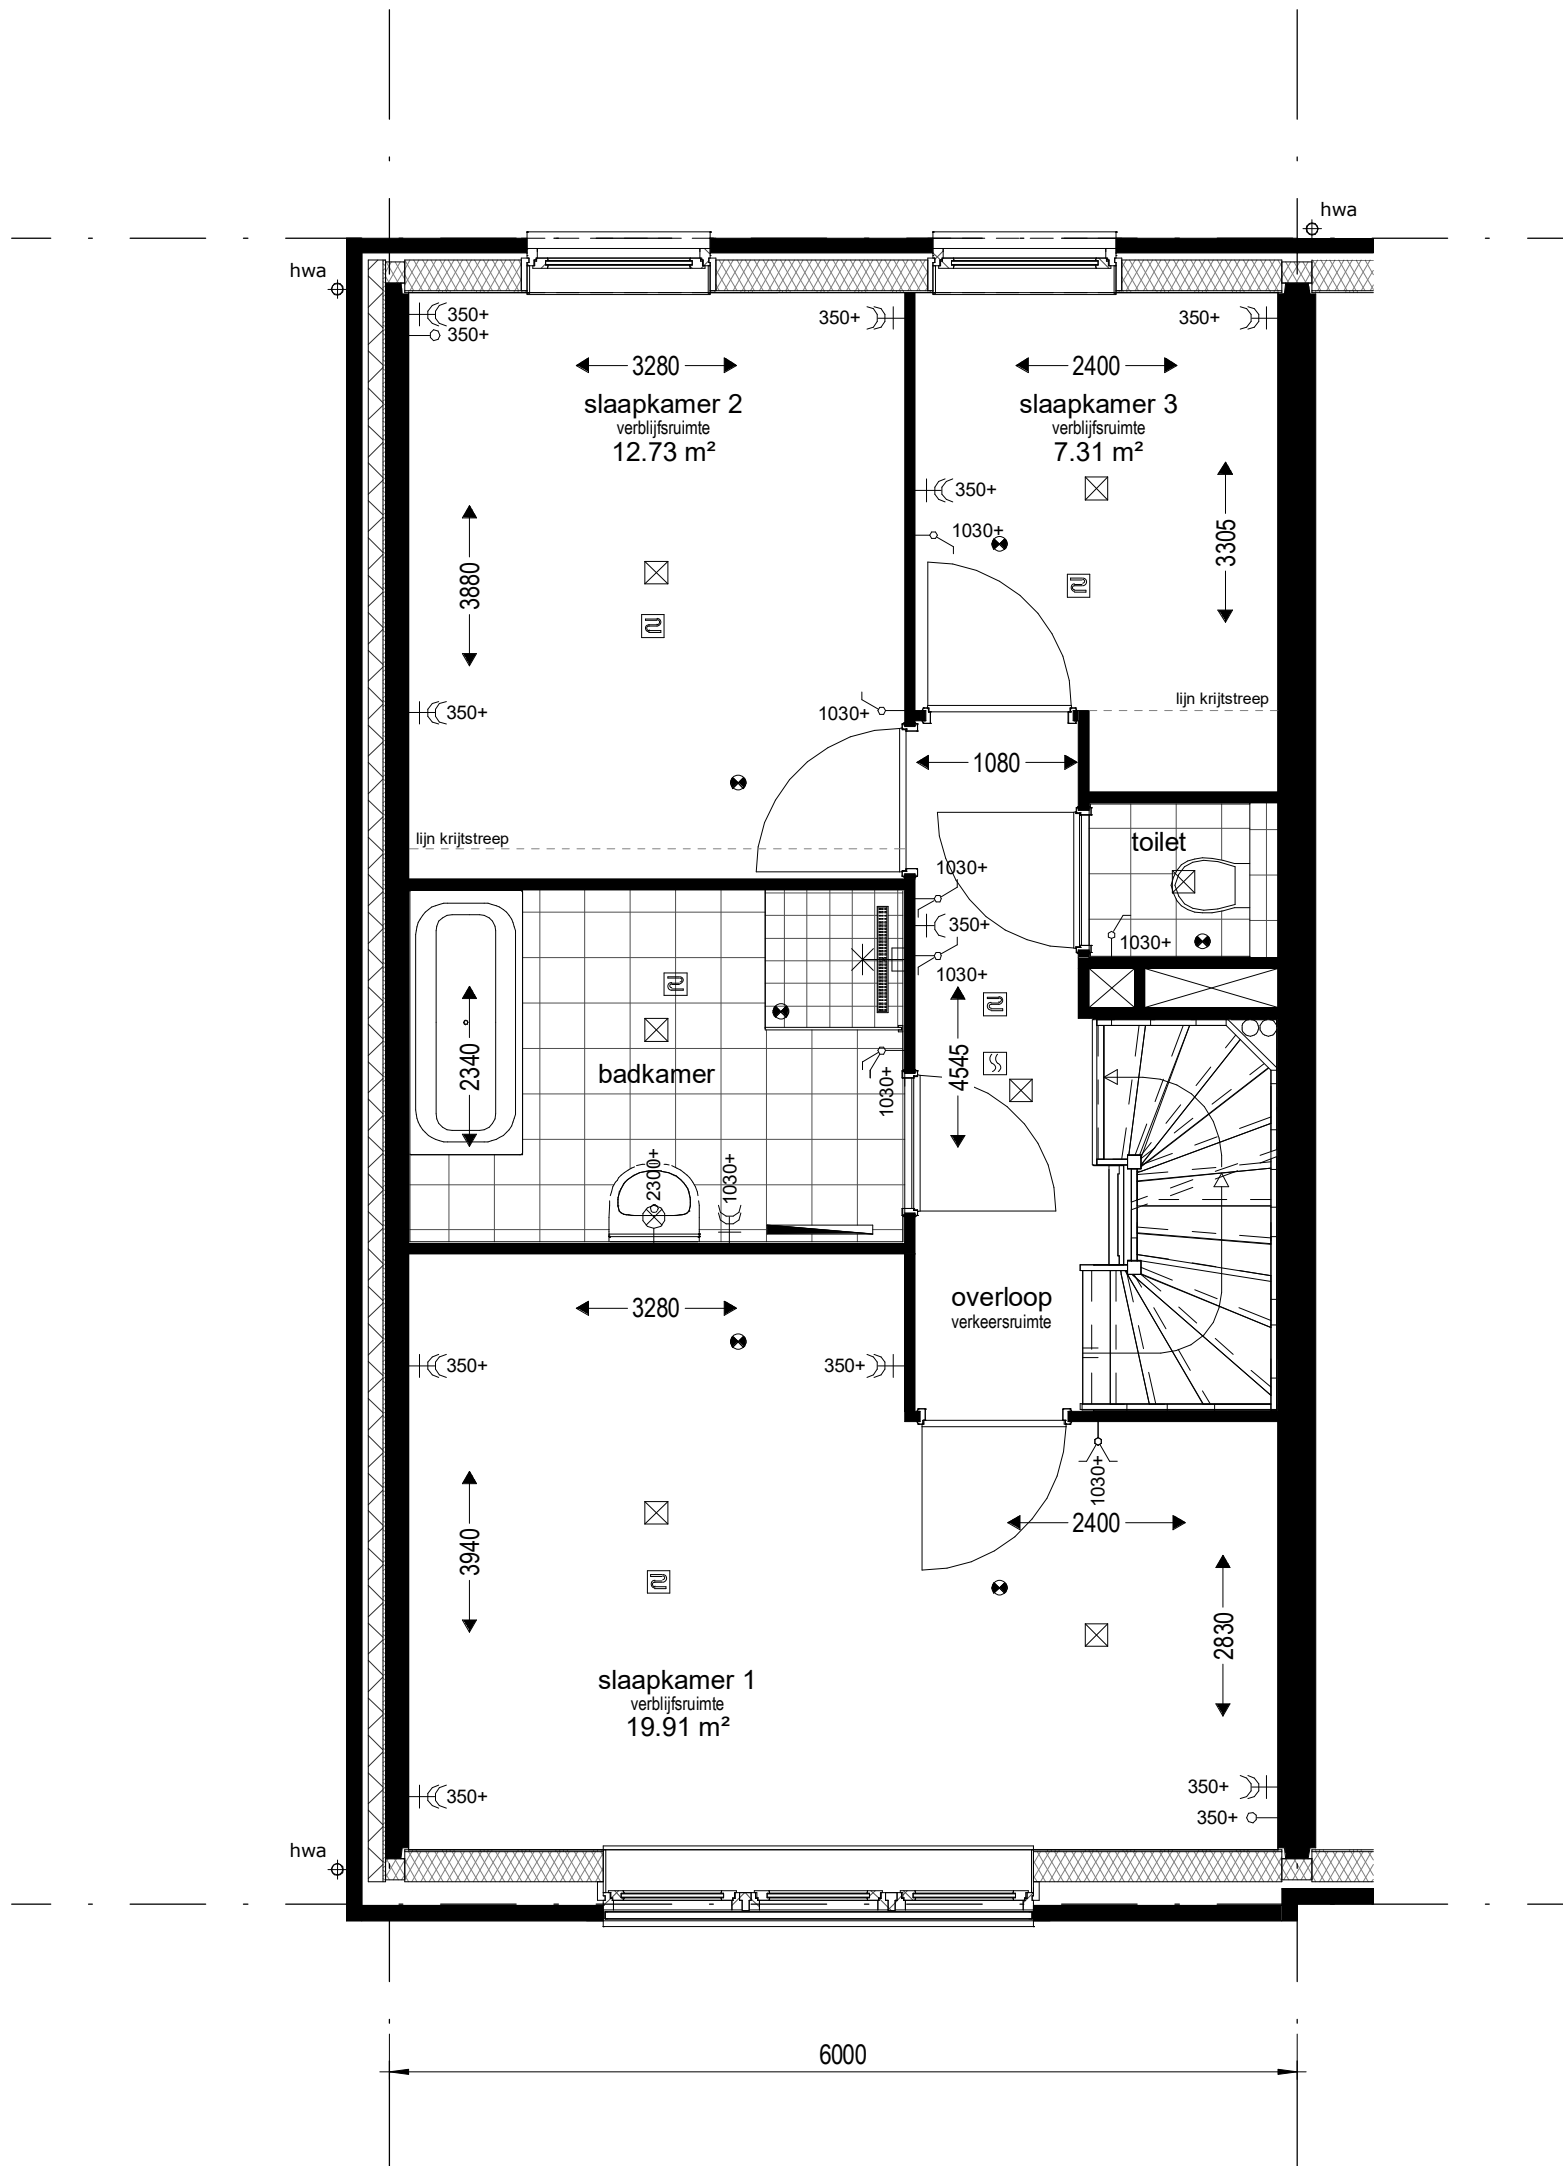 hwa
hwa
350+
350+
350+
350+
3280
2400
slaapkamer 2
verblijfsruimte
12.73 m²
slaapkamer 3
verblijfsruimte
7.31 m²
350+
1030+
3305
3880
350+
1030+
lijn krijtstreep
1080
lijn krijtstreep
toilet
1030+
350+
1030+
1030+
2340
badkamer
1030+
4545
2300+
1030+
overloop
verkeersruimte
3280
350+
350+
1030+
2400
3940
2830
slaapkamer 1
verblijfsruimte
19.91 m²
350+
350+
350+
hwa
6000